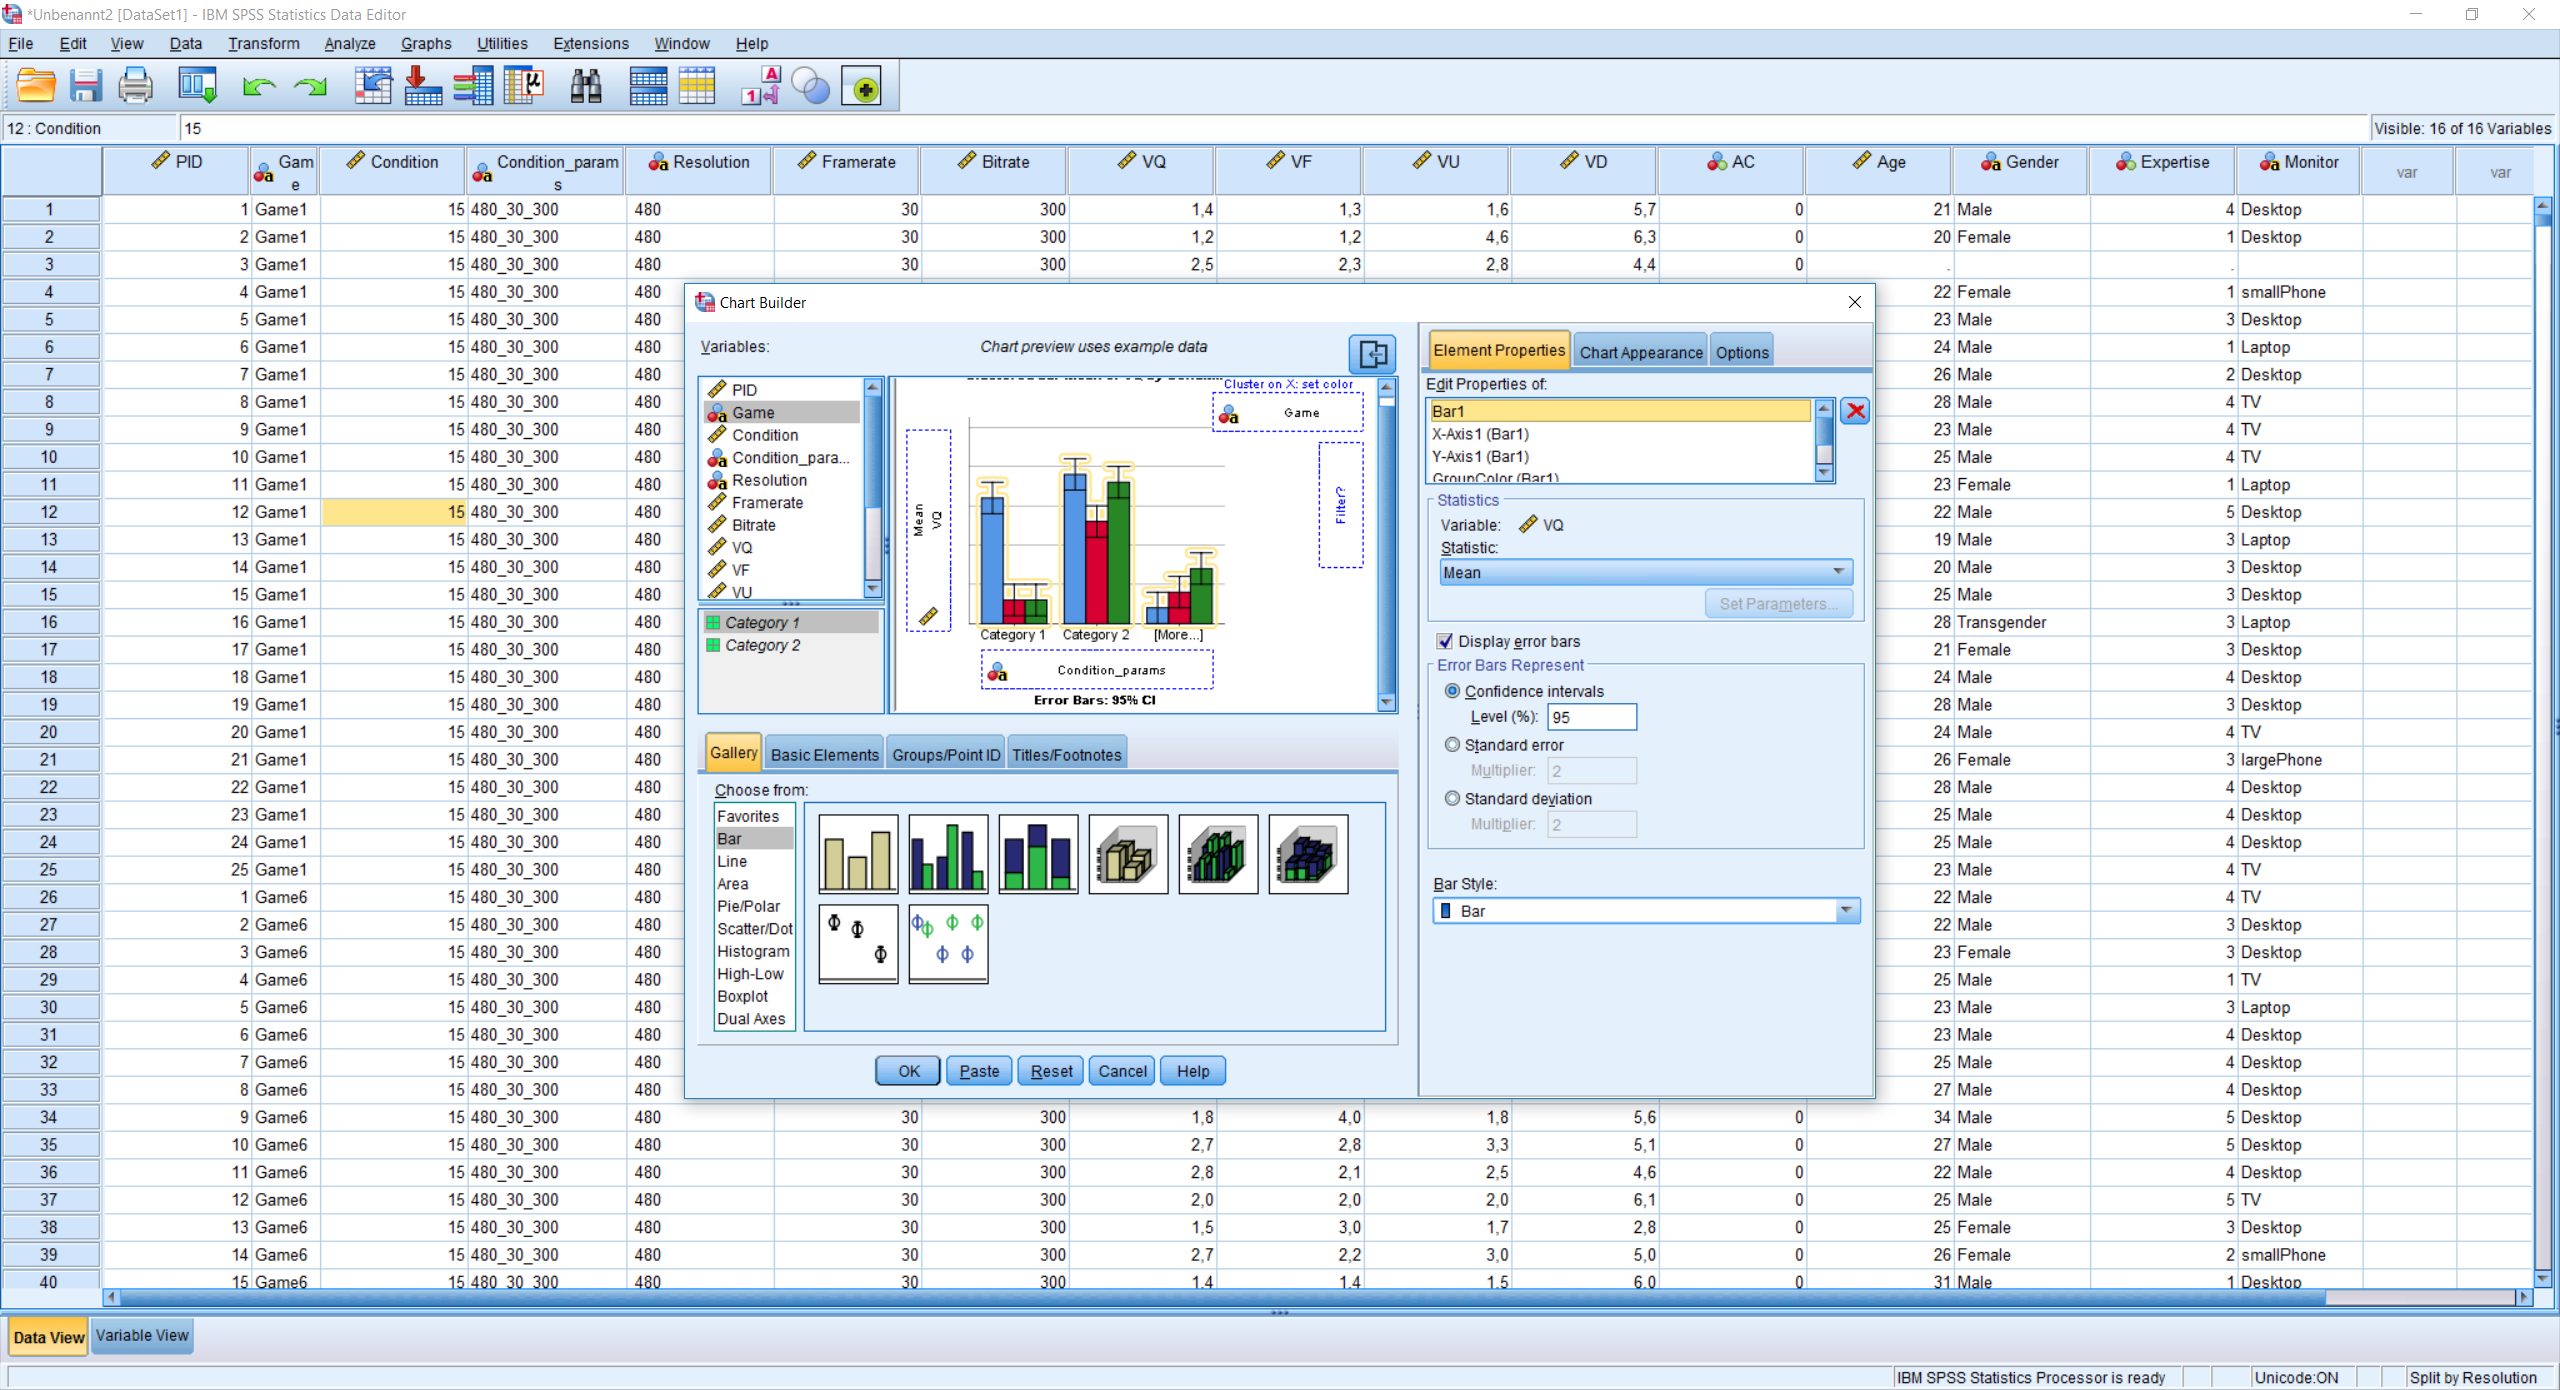 *Unbenannt2 [DataSet1] - IBM SPSS Statistics Data Editor
File Edit View Data Transform Analyze Graphs Utilities Extensions Window Help
12 : Condition 15 Visible: 16 of 16 Variables
PID Game Condition Condition_params Resolution Framerate Bitrate VQ VF VU VD AC Age Gender Expertise Monitor var var
1 1 Game1 15 480_30_300 480 30 300 1,4 1,3 1,6 5,7 0 21 Male 4 Desktop
2 2 Game1 15 480_30_300 480 30 300 1,2 1,2 4,6 6,3 0 20 Female 1 Desktop
3 3 Game1 15 480_30_300 480 30 300 2,5 2,3 2,8 4,4 0 . .
4 4 Game1 15 480_30_300 480 22 Female 1 smallPhone
5 5 Game1 15 480_30_300 480 23 Male 3 Desktop
6 6 Game1 15 480_30_300 480 24 Male 1 Laptop
7 7 Game1 15 480_30_300 480 26 Male 2 Desktop
8 8 Game1 15 480_30_300 480 28 Male 4 TV
9 9 Game1 15 480_30_300 480 23 Male 4 TV
10 10 Game1 15 480_30_300 480 25 Male 4 TV
11 11 Game1 15 480_30_300 480 23 Female 1 Laptop
12 12 Game1 15 480_30_300 480 22 Male 5 Desktop
13 13 Game1 15 480_30_300 480 19 Male 3 Laptop
14 14 Game1 15 480_30_300 480 20 Male 3 Desktop
15 15 Game1 15 480_30_300 480 25 Male 3 Desktop
16 16 Game1 15 480_30_300 480 28 Transgender 3 Laptop
17 17 Game1 15 480_30_300 480 21 Female 3 Desktop
18 18 Game1 15 480_30_300 480 24 Male 4 Desktop
19 19 Game1 15 480_30_300 480 28 Male 3 Desktop
20 20 Game1 15 480_30_300 480 24 Male 4 TV
21 21 Game1 15 480_30_300 480 26 Female 3 largePhone
22 22 Game1 15 480_30_300 480 28 Male 4 Desktop
23 23 Game1 15 480_30_300 480 25 Male 4 Desktop
24 24 Game1 15 480_30_300 480 25 Male 4 Desktop
25 25 Game1 15 480_30_300 480 23 Male 4 TV
26 1 Game6 15 480_30_300 480 22 Male 4 TV
27 2 Game6 15 480_30_300 480 22 Male 3 Desktop
28 3 Game6 15 480_30_300 480 23 Female 3 Desktop
29 4 Game6 15 480_30_300 480 25 Male 1 TV
30 5 Game6 15 480_30_300 480 23 Male 3 Laptop
31 6 Game6 15 480_30_300 480 23 Male 4 Desktop
32 7 Game6 15 480_30_300 480 25 Male 4 Desktop
33 8 Game6 15 480_30_300 480 27 Male 4 Desktop
34 9 Game6 15 480_30_300 480 30 300 1,8 4,0 1,8 5,6 0 34 Male 5 Desktop
35 10 Game6 15 480_30_300 480 30 300 2,7 2,8 3,3 5,1 0 27 Male 5 Desktop
36 11 Game6 15 480_30_300 480 30 300 2,8 2,1 2,5 4,6 0 22 Male 4 Desktop
37 12 Game6 15 480_30_300 480 30 300 2,0 2,0 2,0 6,1 0 25 Male 5 TV
38 13 Game6 15 480_30_300 480 30 300 1,5 3,0 1,7 2,8 0 25 Female 3 Desktop
39 14 Game6 15 480_30_300 480 30 300 2,7 2,2 3,0 5,0 0 26 Female 2 smallPhone
40 15 Game6 15 480_30_300 480 30 300 1,4 1,4 1,5 6,0 0 31 Male 1 Desktop
Chart Builder
Variables:
Chart preview uses example data
PID
Game
Condition
Condition_para...
Resolution
Framerate
Bitrate
VQ
VF
VU
Category 1
Category 2
Cluster on X: set color
Game
Filter?
Mean
VQ
Category 1 Category 2 [More...]
Condition_params
Error Bars: 95% CI
Gallery Basic Elements Groups/Point ID Titles/Footnotes
Choose from:
Favorites
Bar
Line
Area
Pie/Polar
Scatter/Dot
Histogram
High-Low
Boxplot
Dual Axes
OK Paste Reset Cancel Help
Element Properties Chart Appearance Options
Edit Properties of:
Bar1
X-Axis1 (Bar1)
Y-Axis1 (Bar1)
GroupColor (Bar1)
Statistics
Variable: VQ
Statistic:
Mean
Set Parameters...
Display error bars
Error Bars Represent
Confidence intervals
Level (%): 95
Standard error
Multiplier: 2
Standard deviation
Multiplier: 2
Bar Style:
Bar
Data View Variable View
IBM SPSS Statistics Processor is ready Unicode:ON Split by Resolution